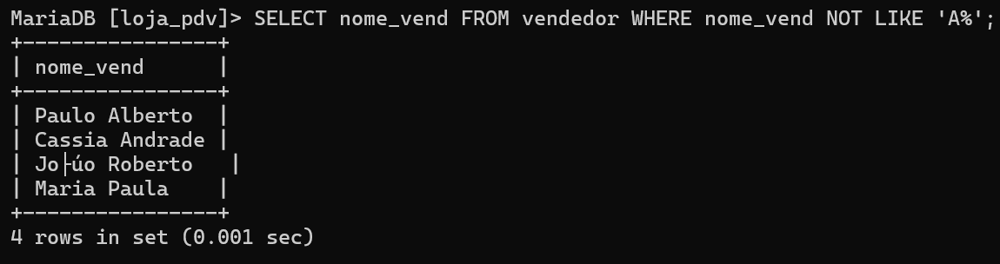 MariaDB [loja_pdv]> SELECT nome_vend FROM vendedor WHERE nome_vend NOT LIKE 'A%';
+----------------+
| nome_vend      |
+----------------+
| Paulo Alberto  |
| Cassia Andrade |
| Jo├úo Roberto   |
| Maria Paula    |
+----------------+
4 rows in set (0.001 sec)